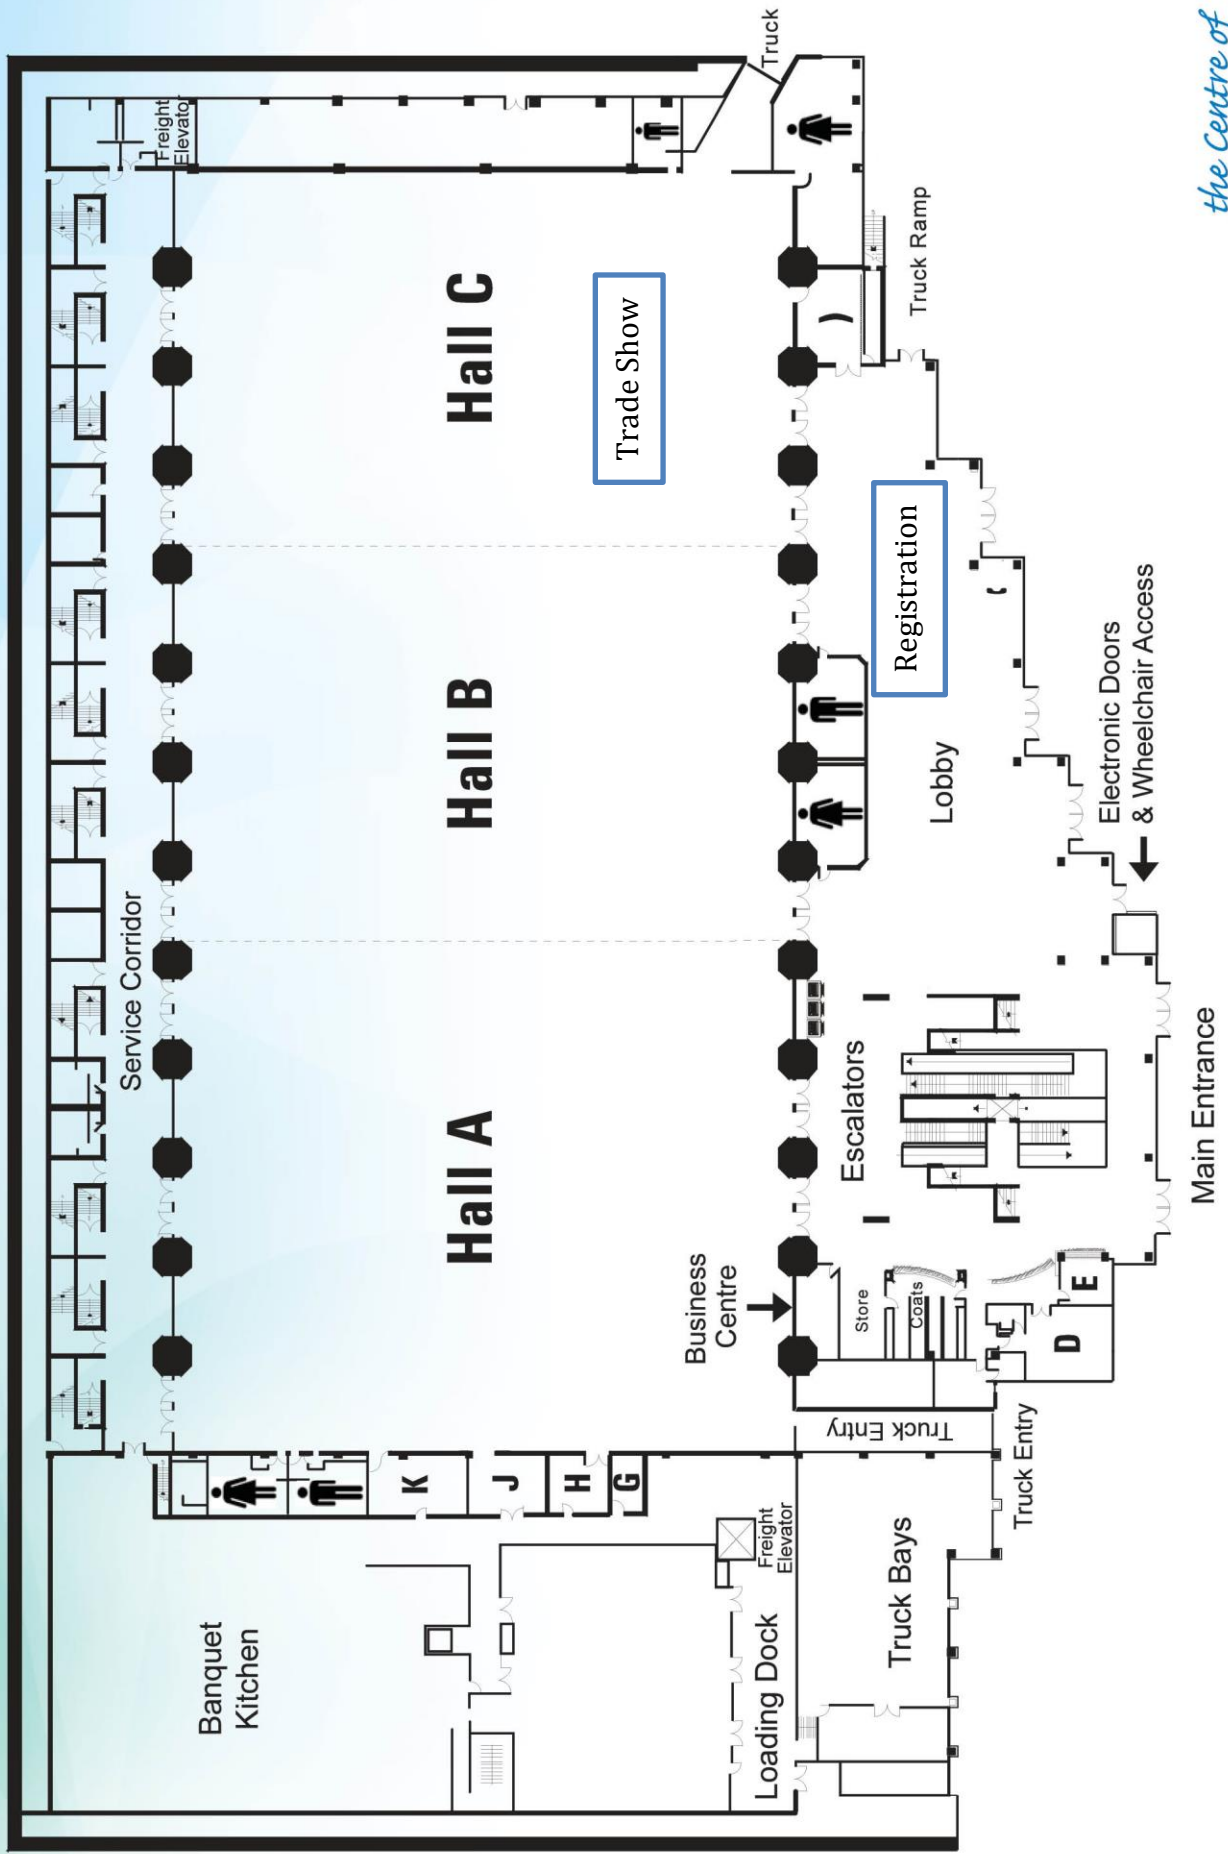 the Centre of
Freight
Elevator
Truck
Service Corridor
Hall A
Hall B
Hall C
Trade Show
Registration
Truck Ramp
Banquet
Kitchen
K
J
H
G
Freight
Elevator
Loading Dock
Truck Bays
Truck Entry
Truck Entry
Business
Centre
Store
Coats
D
E
Escalators
Lobby
Electronic Doors
& Wheelchair Access
Main Entrance